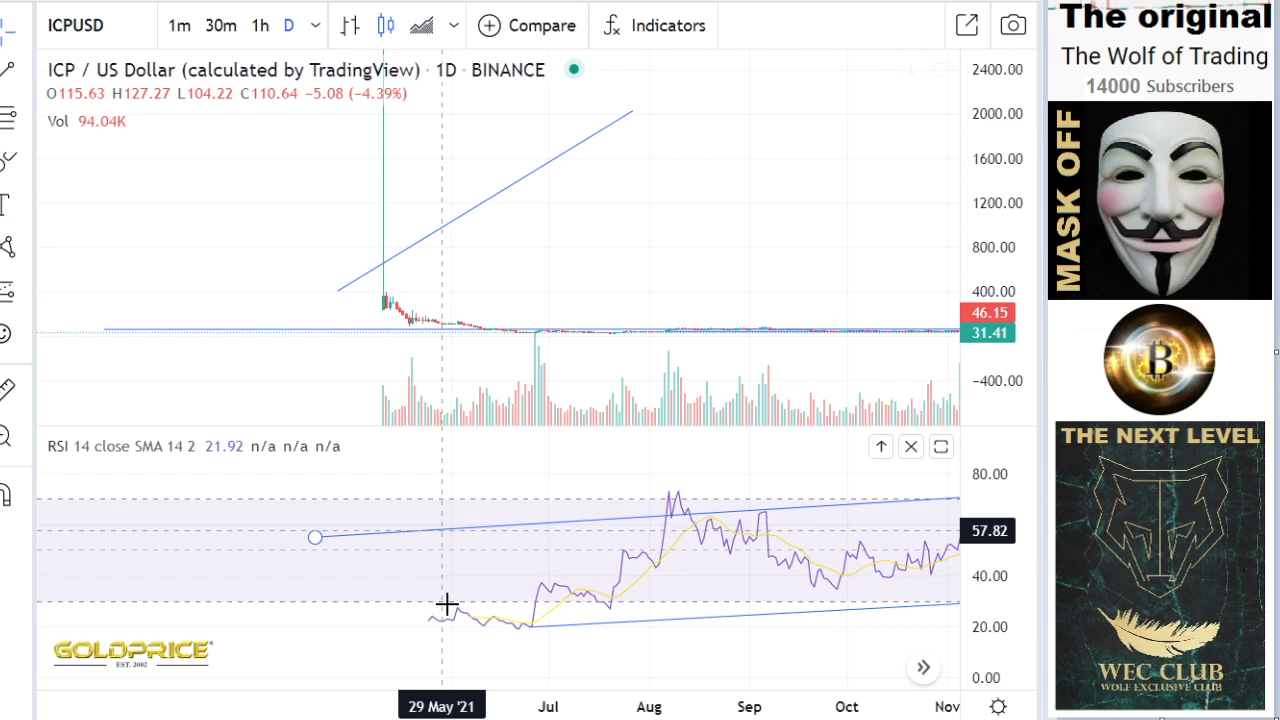 ICPUSD
1m 30m 1h D
Compare
Indicators
ICP / US Dollar (calculated by TradingView) · 1D · BINANCE
O115.63 H127.27 L104.22 C110.64 −5.08 (−4.39%)
Vol 94.04K
2400.00
2000.00
1600.00
1200.00
800.00
400.00
46.15
31.41
−400.00
RSI 14 close SMA 14 2 21.92 n/a n/a n/a
80.00
57.82
40.00
20.00
0.00
GOLDPRICE®
EST. 2002
29 May '21 Jul Aug Sep Oct Nov
The original
The Wolf of Trading
14000 Subscribers
MASK OFF
B
THE NEXT LEVEL
WEC CLUB
WOLF EXCLUSIVE CLUB